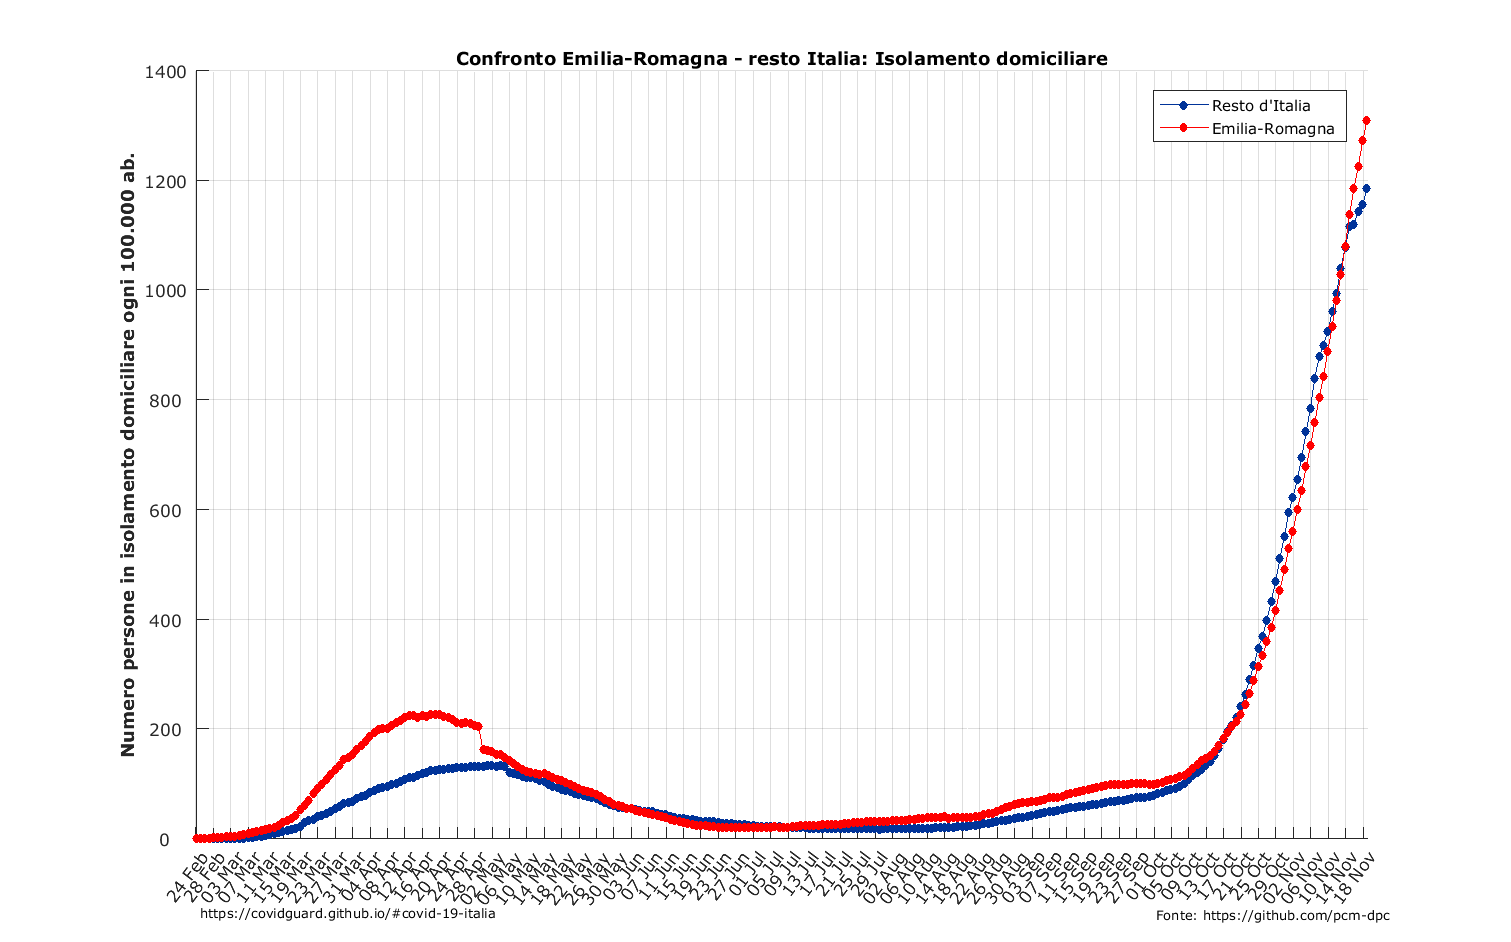 Confronto Emilia-Romagna - resto Italia: Isolamento domiciliare
Numero persone in isolamento domiciliare ogni 100.000 ab.
1400
1200
1000
800
600
400
200
0
Resto d'Italia
Emilia-Romagna
24 Feb
28 Feb
03 Mar
07 Mar
11 Mar
15 Mar
19 Mar
23 Mar
27 Mar
31 Mar
04 Apr
08 Apr
12 Apr
16 Apr
20 Apr
24 Apr
28 Apr
02 May
06 May
10 May
14 May
18 May
22 May
26 May
30 May
03 Jun
07 Jun
11 Jun
15 Jun
19 Jun
23 Jun
27 Jun
01 Jul
05 Jul
09 Jul
13 Jul
17 Jul
21 Jul
25 Jul
29 Jul
02 Aug
06 Aug
10 Aug
14 Aug
18 Aug
22 Aug
26 Aug
30 Aug
03 Sep
07 Sep
11 Sep
15 Sep
19 Sep
23 Sep
27 Sep
01 Oct
05 Oct
09 Oct
13 Oct
17 Oct
21 Oct
25 Oct
29 Oct
02 Nov
06 Nov
10 Nov
14 Nov
18 Nov
https://covidguard.github.io/#covid-19-italia
Fonte: https://github.com/pcm-dpc